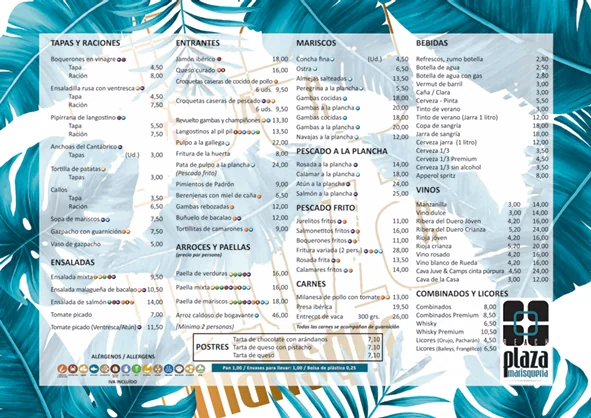 TAPAS Y RACIONES
Boquerones en vinagre
Tapa 4,50
Ración 8,00
Ensaladilla rusa con ventresca
Tapa 4,50
Ración 7,50
Pipirrana de langostino
Tapa 5,50
Ración 7,50
Anchoas del Cantábrico
Tapas (Ud.) 3,00
Tortilla de patatas
Tapa 3,00
Callos
Tapa 3,50
Sopa de mariscos 7,50
Gazpacho con guarnición 7,50
Vaso de gazpacho 5,00
ENSALADAS
Ensalada mixta 9,50
Ensalada malagueña de bacalao 10,50
Ensalada de salmón 14,00
Tomate picado 7,00
Tomate picado (Ventresca/Atún) 11,50
ALÉRGENOS / ALLERGENS
IVA INCLUIDO
ENTRANTES
Jamón ibérico 18,00
Queso curado 16,00
Croquetas caseras de cocido de pollo
6 uds. 9,50
Croquetas caseras de pescado
6 uds. 9,50
Revuelto gambas y champiñones 13,50
Langostinos al pil pil 13,50
Pulpo a la gallega 22,00
Fritura de la huerta 8,00
Pata de pulpo a la plancha 24,00
(Pescado frito)
Pimientos de Padrón 9,00
Berenjenas con miel de caña 6,50
Gambas rebozadas 12,00
Buñuelo de bacalao 12,00
Tortillitas de camarones 9,00
ARROCES Y PAELLAS
(precio por persona)
Paella de verduras 16,00
Paella mixta 16,00
Paella de mariscos 18,00
Arroz caldoso de bogavante 46,00
(Mínimo 2 personas)
MARISCOS
Concha fina (Ud.) 4,50
Ostra 6,50
Almejas salteadas 13,50
Peregrina a la plancha 5,50
Gambas cocidas 18,00
Gambas a la plancha 20,00
Gambas cocidas 18,00
Gambas a la plancha 20,00
Navajas a la plancha 12,00
PESCADO A LA PLANCHA
Rosada a la plancha 14,00
Calamar a la plancha 18,00
Atún a la plancha 24,00
Salmón a la plancha 25,00
PESCADO FRITO
Jurelitos fritos 11,00
Salmonetitos fritos 12,00
Boquerones fritos 11,00
Fritura variada (2 pers.) 28,00
Rosada frita 13,50
Calamares fritos 14,00
CARNES
Milanesa de pollo con tomate 13,00
Presa ibérica 19,50
Entrecot de vaca 300 grs. 26,00
Todas las carnes se acompañan de guarnición
POSTRES
Tarta de chocolate con arándanos 7,10
Tarta de queso con pistacho 7,10
Tarta de queso 7,10
Pan 1,00 / Envases para llevar: 1,00 / Bolsa de plástico 0,25
BEBIDAS
Refrescos, zumo botella 2,80
Botella de agua 2,50
Botella de agua con gas 2,80
Vermut de barril 3,00
Caña / Clara 3,00
Cerveza - Pinta 5,50
Tinto de verano 3,00
Tinto de verano (Jarra 1 litro) 12,00
Copa de sangría 8,00
Jarra de sangría 18,00
Cerveza jarra (1 litro) 12,00
Cerveza 1/3 3,50
Cerveza 1/3 Premium 4,50
Cerveza 1/3 sin alcohol 3,50
Apperol spritz 8,00
VINOS
Manzanilla 3,00 14,00
Vino dulce 3,00 14,00
Ribera del Duero Jóven 4,20 16,00
Ribera del Duero Crianza 5,20 24,00
Rioja jóven 4,20 16,00
Rioja crianza 5,20 20,00
Vino rosado 4,20 16,00
Vino blanco de Rueda 4,20 16,00
Cava Juve & Camps cinta púrpura 4,50 24,00
Cava de la casa 3,00 12,00
COMBINADOS Y LICORES
Combinados 8,00
Combinados Premium 8,50
Whisky 6,50
Whisky Premium 10,50
Licores (Orujo, Pacharán) 4,50
Licores (Baileys, Frangelico) 6,50
BEACH
plaza
marisquería